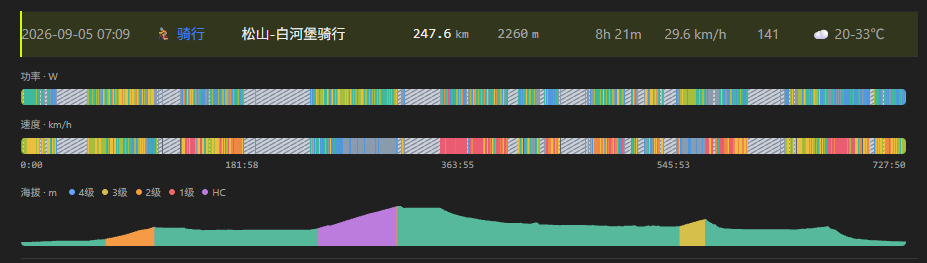 2026-09-05 07:09 骑行 松山-白河堡骑行 247.6 km 2260 m 8h 21m 29.6 km/h 141 20-33℃
功率 · W
速度 · km/h
0:00 181:58 363:55 545:53 727:50
海拔 · m 4级 3级 2级 1级 HC